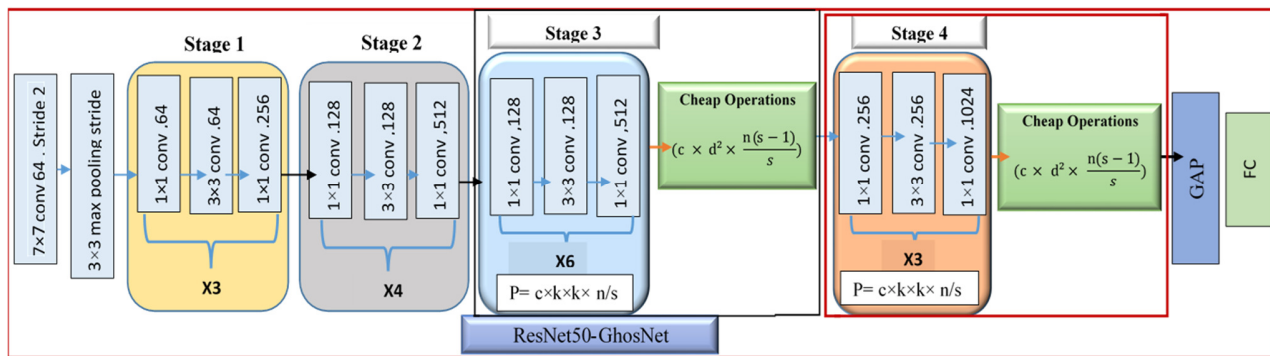 7×7 conv 64 . Stride 2
3×3 max pooling stride
Stage 1
1×1 conv .64
3×3 conv .64
1×1 conv .256
X3
Stage 2
1×1 conv .128
3×3 conv .128
1×1 conv ,512
X4
Stage 3
1×1 conv ,128
3×3 conv .128
1×1 conv ,512
X6
P= c×k×k× n/s
Cheap Operations
(c × d² × n(s − 1)/s)
Stage 4
1×1 conv .256
3×3 conv .256
1×1 conv .1024
X3
P= c×k×k× n/s
Cheap Operations
(c × d² × n(s − 1)/s)
GAP
FC
ResNet50-GhosNet